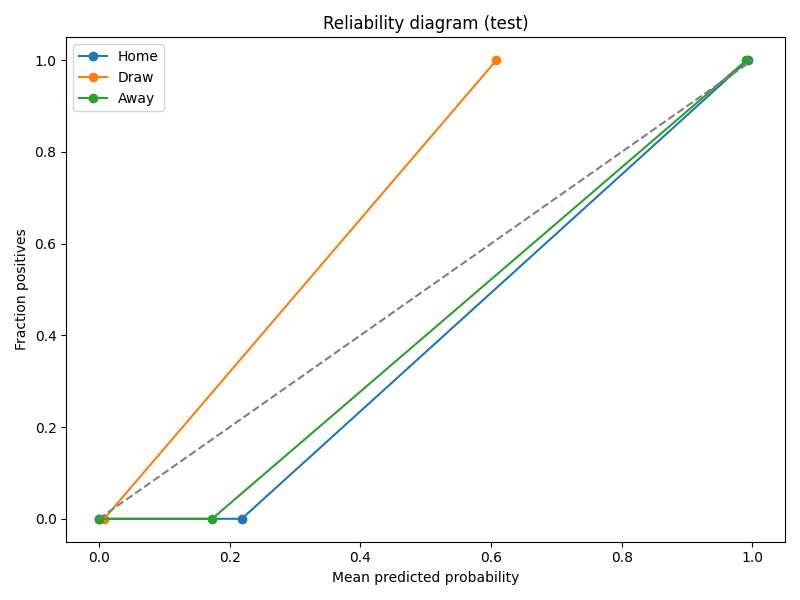 Reliability diagram (test)
Home
Draw
Away
Fraction positives
1.0
0.8
0.6
0.4
0.2
0.0
0.0 0.2 0.4 0.6 0.8 1.0
Mean predicted probability